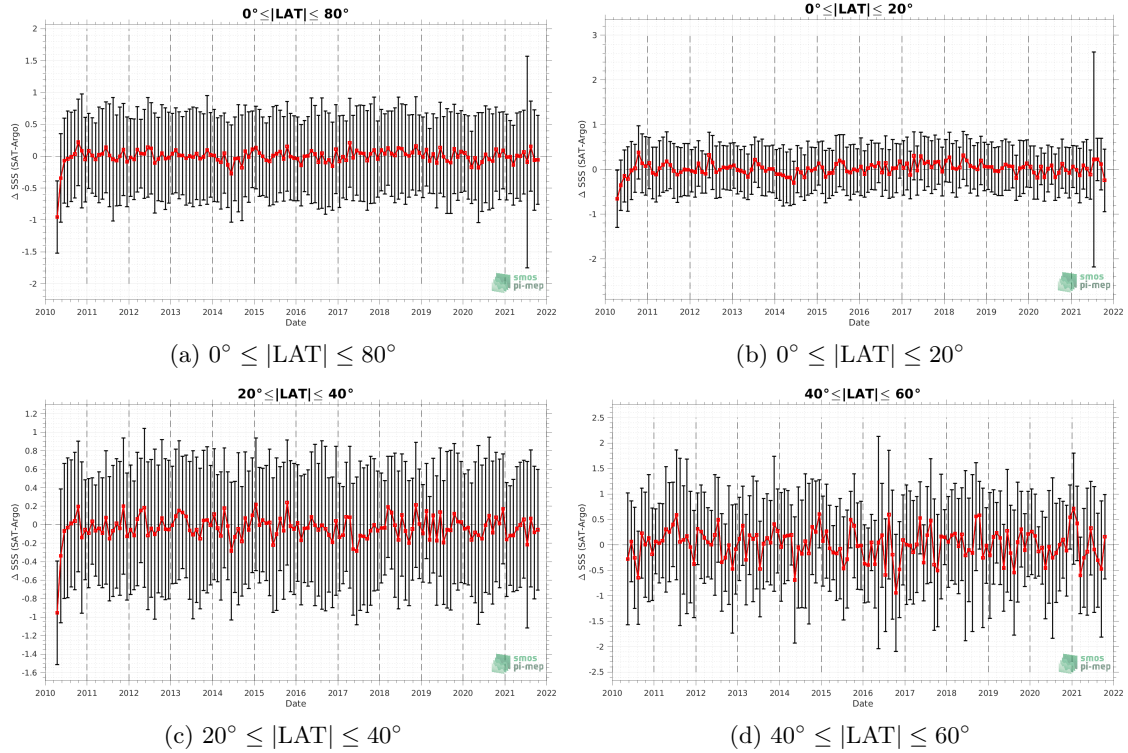 0°≤|LAT|≤ 80°
2
1.5
1
0.5
0
-0.5
-1
-1.5
-2
Δ SSS (SAT-Argo)
2010 2011 2012 2013 2014 2015 2016 2017 2018 2019 2020 2021 2022
Date
smos
pi-mep
(a) 0° ≤ |LAT| ≤ 80°
0°≤|LAT|≤ 20°
3
2
1
0
-1
-2
Δ SSS (SAT-Argo)
2010 2011 2012 2013 2014 2015 2016 2017 2018 2019 2020 2021 2022
Date
smos
pi-mep
(b) 0° ≤ |LAT| ≤ 20°
20°≤|LAT|≤ 40°
1.2
1
0.8
0.6
0.4
0.2
0
-0.2
-0.4
-0.6
-0.8
-1
-1.2
-1.4
-1.6
Δ SSS (SAT-Argo)
2010 2011 2012 2013 2014 2015 2016 2017 2018 2019 2020 2021 2022
Date
smos
pi-mep
(c) 20° ≤ |LAT| ≤ 40°
40°≤|LAT|≤ 60°
2.5
2
1.5
1
0.5
0
-0.5
-1
-1.5
-2
-2.5
Δ SSS (SAT-Argo)
2010 2011 2012 2013 2014 2015 2016 2017 2018 2019 2020 2021 2022
Date
smos
pi-mep
(d) 40° ≤ |LAT| ≤ 60°